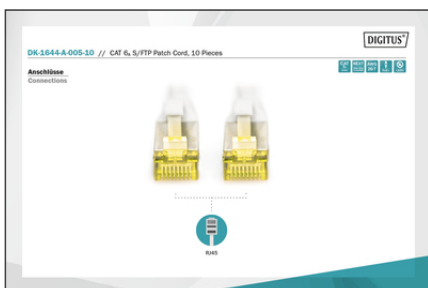 DIGITUS®
DK-1644-A-005-10 // CAT 6A S/FTP Patch Cord, 10 Pieces
Anschlüsse
Connections
RJ45